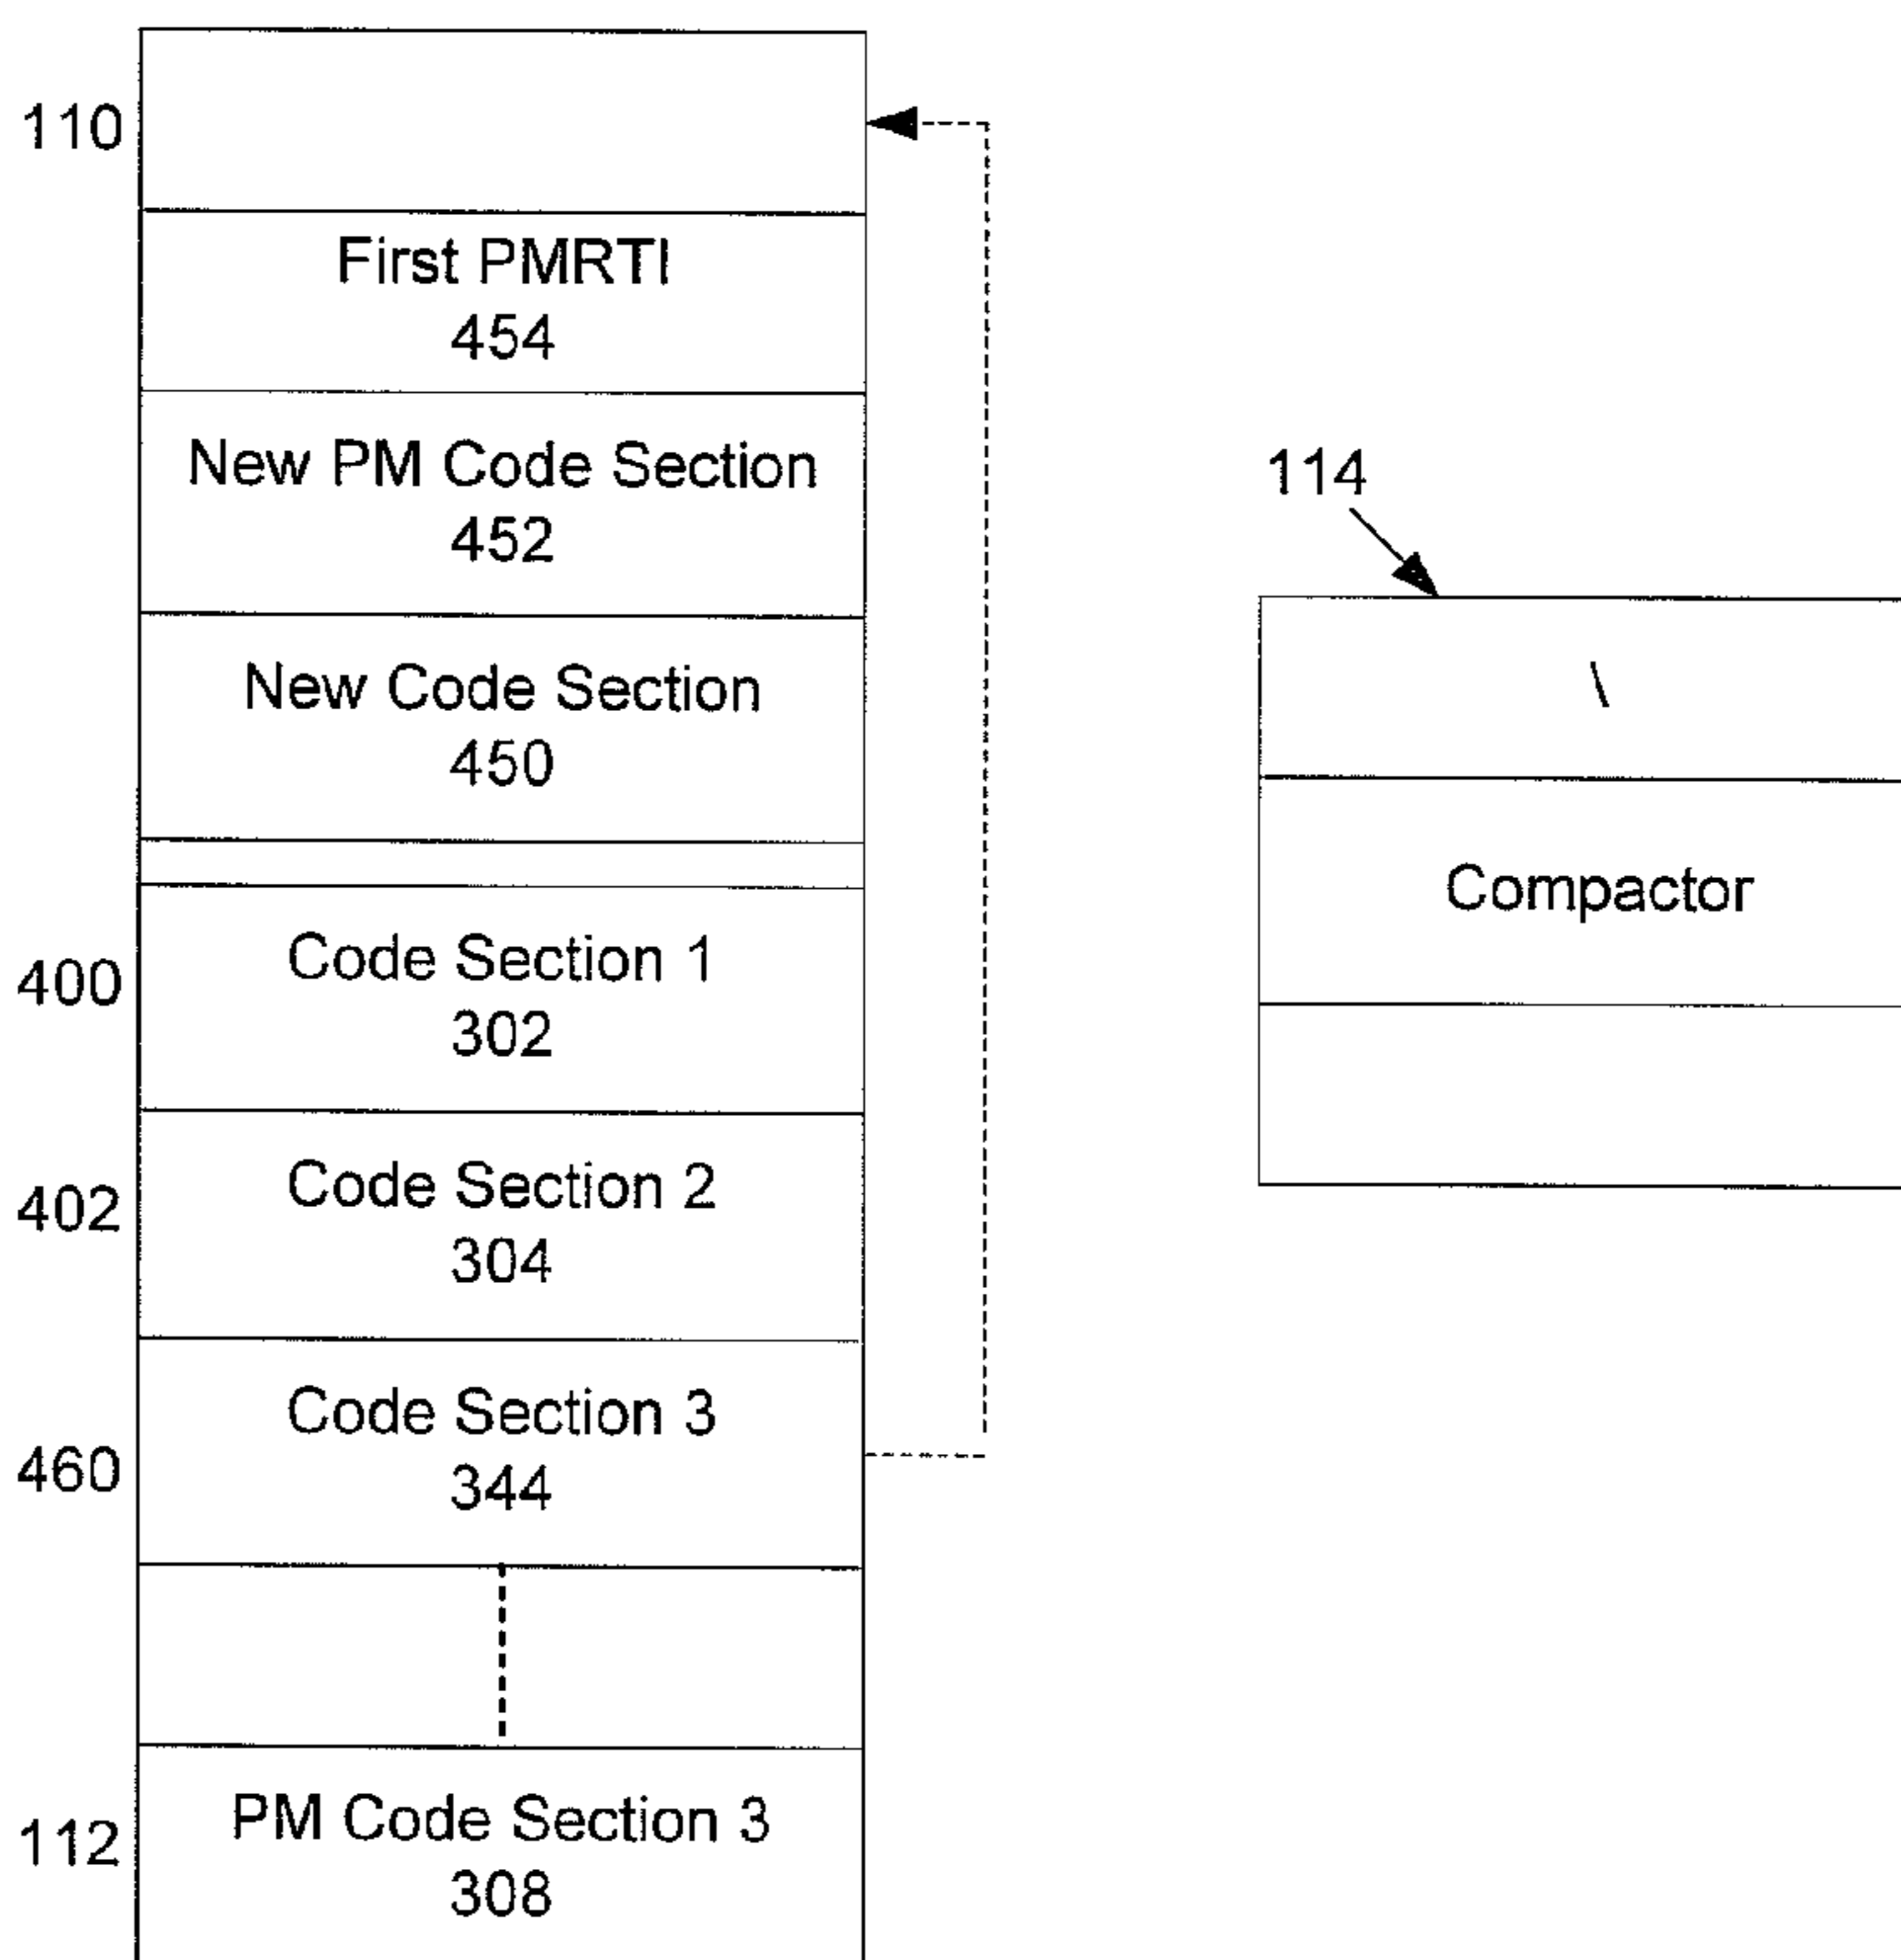 110
First PMRTI
454
New PM Code Section
452
New Code Section
450
400
Code Section 1
302
402
Code Section 2
304
460
Code Section 3
344
112
PM Code Section 3
308
114
\
Compactor